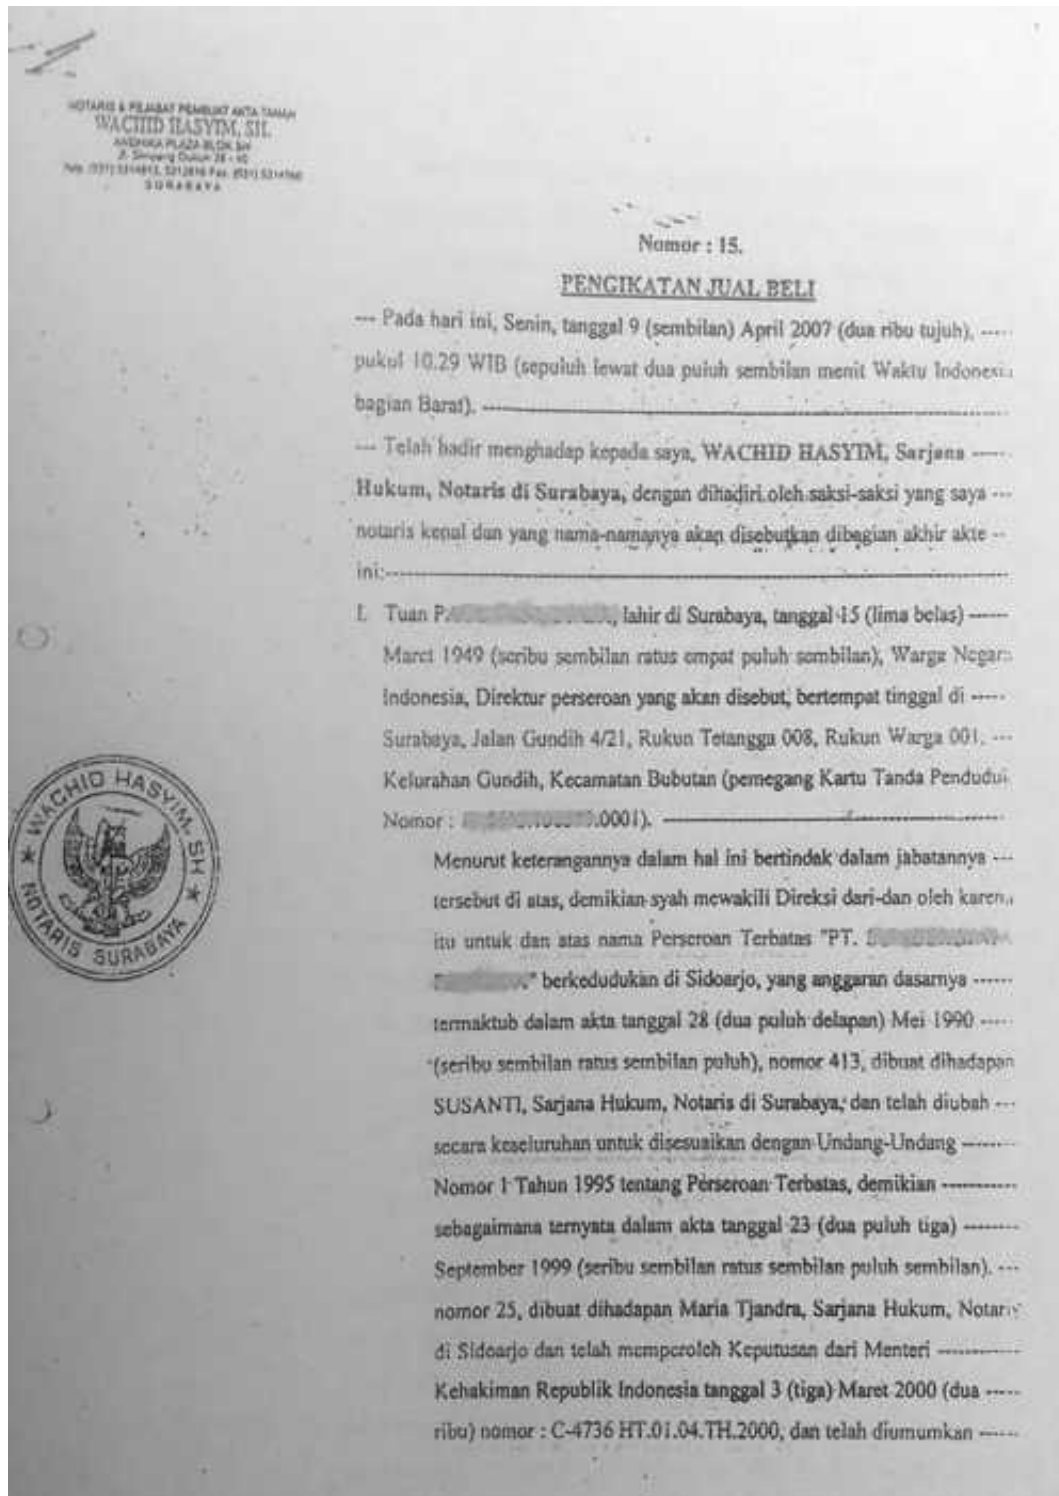 NOTARIS & PEJABAT PEMBUAT AKTA TANAH
WACHID HASYIM, SH.
ANDHIKA PLAZA BLOK
Jl. Simpang Dukuh 38 - 40
SURABAYA
Nomor : 15.
PENGIKATAN JUAL BELI
--- Pada hari ini, Senin, tanggal 9 (sembilan) April 2007 (dua ribu tujuh), -----
pukul 10.29 WIB (sepuluh lewat dua puluh sembilan menit Waktu Indonesia
bagian Barat). ---
--- Telah hadir menghadap kepada saya, WACHID HASYIM, Sarjana -----
Hukum, Notaris di Surabaya, dengan dihadiri oleh saksi-saksi yang saya ---
notaris kenal dan yang nama-namanya akan disebutkan dibagian akhir akte --
ini:---
I. Tuan P. lahir di Surabaya, tanggal 15 (lima belas) ------
Maret 1949 (seribu sembilan ratus empat puluh sembilan), Warga Negara
Indonesia, Direktur perseroan yang akan disebut, bertempat tinggal di -----
Surabaya, Jalan Gundih 4/21, Rukun Tetangga 008, Rukun Warga 001, ---
Kelurahan Gundih, Kecamatan Bubutan (pemegang Kartu Tanda Penduduk
Nomor : .0001). ---
Menurut keterangannya dalam hal ini bertindak dalam jabatannya ---
tersebut di atas, demikian syah mewakili Direksi dari-dan oleh karena
itu untuk dan atas nama Perseroan Terbatas "PT.
" berkedudukan di Sidoarjo, yang anggaran dasarnya ------
termaktub dalam akta tanggal 28 (dua puluh delapan) Mei 1990 -----
(seribu sembilan ratus sembilan puluh), nomor 413, dibuat dihadapan
SUSANTI, Sarjana Hukum, Notaris di Surabaya, dan telah diubah ---
secara keseluruhan untuk disesuaikan dengan Undang-Undang --------
Nomor 1 Tahun 1995 tentang Perseroan Terbatas, demikian -----------
sebagaimana ternyata dalam akta tanggal 23 (dua puluh tiga) --------
September 1999 (seribu sembilan ratus sembilan puluh sembilan), ---
nomor 25, dibuat dihadapan Maria Tjandra, Sarjana Hukum, Notaris
di Sidoarjo dan telah memperoleh Keputusan dari Menteri ------------
Kehakiman Republik Indonesia tanggal 3 (tiga) Maret 2000 (dua -----
ribu) nomor : C-4736 HT.01.04.TH.2000, dan telah diumumkan ------
WACHID HASYIM, SH
NOTARIS SURABAYA